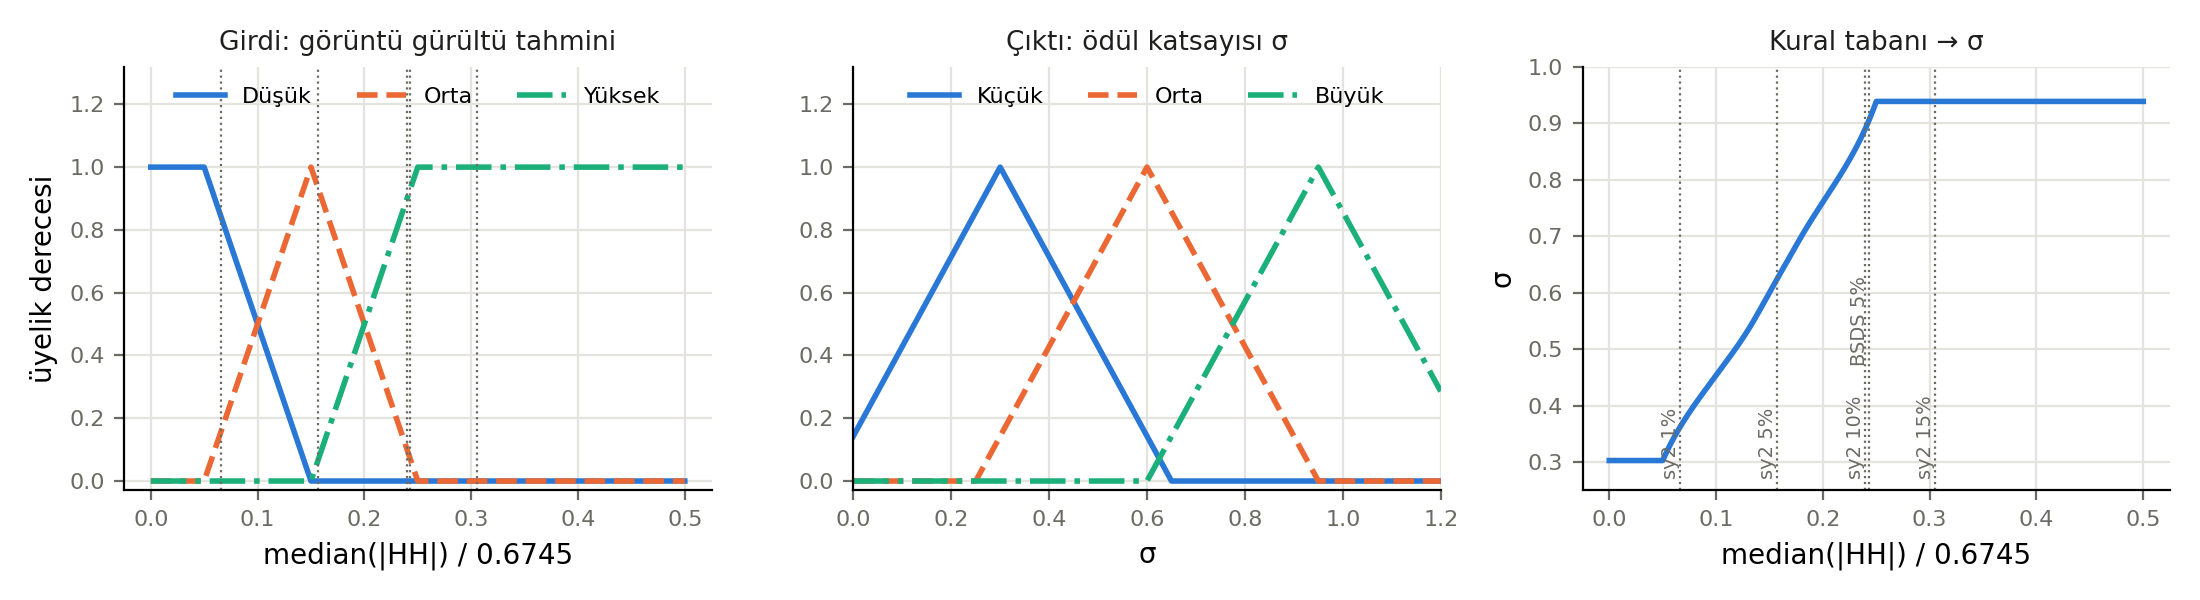 Girdi: görüntü gürültü tahmini
Düşük Orta Yüksek
üyelik derecesi
1.2
1.0
0.8
0.6
0.4
0.2
0.0
0.0 0.1 0.2 0.3 0.4 0.5
median(|HH|) / 0.6745
Çıktı: ödül katsayısı σ
Küçük Orta Büyük
1.2
1.0
0.8
0.6
0.4
0.2
0.0
0.0 0.2 0.4 0.6 0.8 1.0 1.2
σ
Kural tabanı → σ
σ
1.0
0.9
0.8
0.7
0.6
0.5
0.4
0.3
sy2 1%
sy2 5%
sy2 10%
BSDS 5%
sy2 15%
0.0 0.1 0.2 0.3 0.4 0.5
median(|HH|) / 0.6745